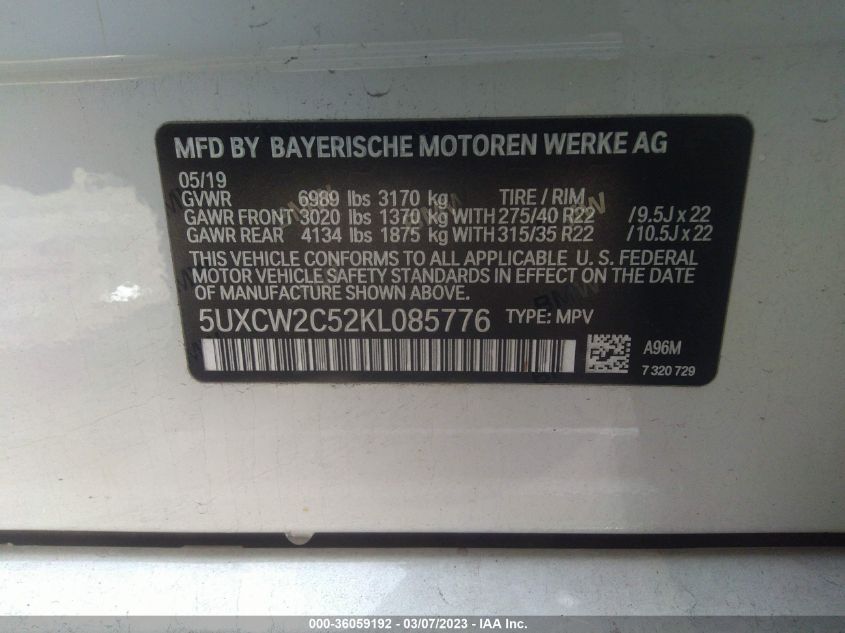 MFD BY BAYERISCHE MOTOREN WERKE AG
05/19
GVWR 6989 lbs 3170 kg TIRE / RIM
GAWR FRONT 3020 lbs 1370 kg WITH 275/40 R22 /9.5J x 22
GAWR REAR 4134 lbs 1875 kg WITH 315/35 R22 /10.5J x 22
THIS VEHICLE CONFORMS TO ALL APPLICABLE U. S. FEDERAL
MOTOR VEHICLE SAFETY STANDARDS IN EFFECT ON THE DATE
OF MANUFACTURE SHOWN ABOVE.
5UXCW2C52KL085776 TYPE: MPV
A96M
7 320 729
000-36059192 - 03/07/2023 - IAA Inc.